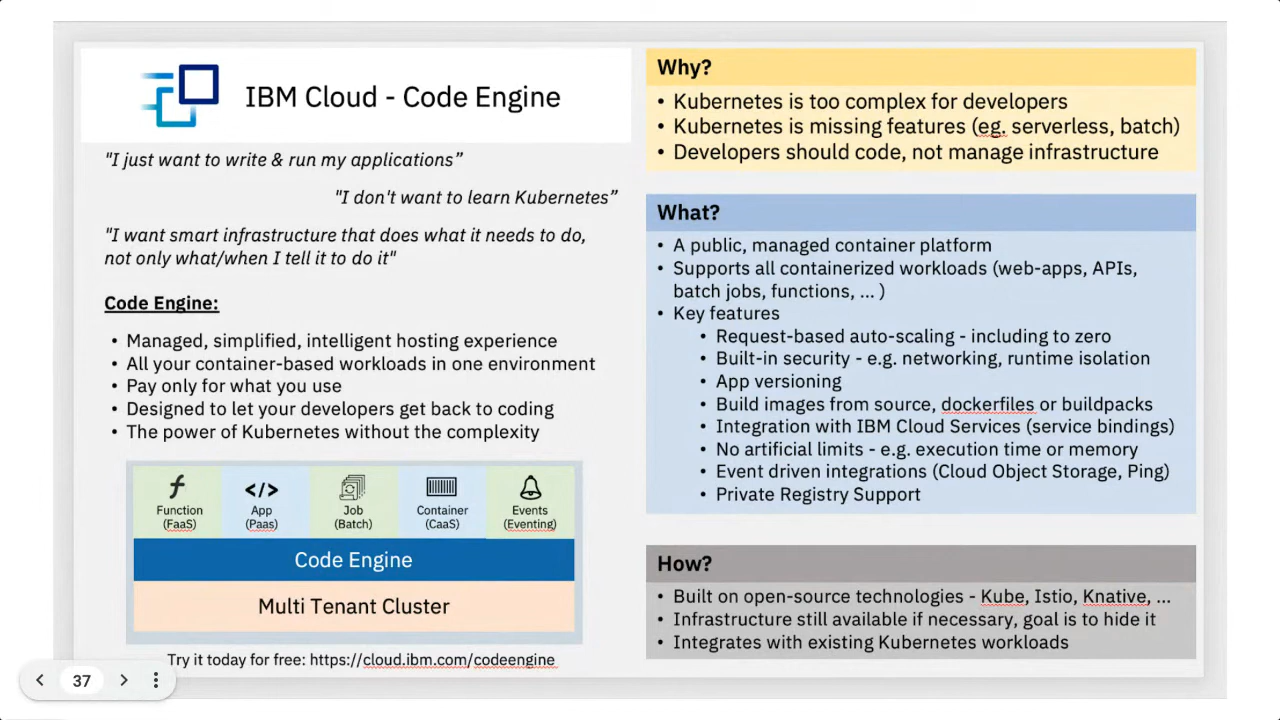 IBM Cloud - Code Engine
"I just want to write & run my applications”
"I don't want to learn Kubernetes”
"I want smart infrastructure that does what it needs to do,
not only what/when I tell it to do it"
Code Engine:
• Managed, simplified, intelligent hosting experience
• All your container-based workloads in one environment
• Pay only for what you use
• Designed to let your developers get back to coding
• The power of Kubernetes without the complexity
Function
(FaaS)
</>
App
(Paas)
Job
(Batch)
Container
(CaaS)
Events
(Eventing)
Code Engine
Multi Tenant Cluster
Try it today for free: https://cloud.ibm.com/codeengine
Why?
• Kubernetes is too complex for developers
• Kubernetes is missing features (eg. serverless, batch)
• Developers should code, not manage infrastructure
What?
• A public, managed container platform
• Supports all containerized workloads (web-apps, APIs,
batch jobs, functions, ... )
• Key features
• Request-based auto-scaling - including to zero
• Built-in security - e.g. networking, runtime isolation
• App versioning
• Build images from source, dockerfiles or buildpacks
• Integration with IBM Cloud Services (service bindings)
• No artificial limits - e.g. execution time or memory
• Event driven integrations (Cloud Object Storage, Ping)
• Private Registry Support
How?
• Built on open-source technologies - Kube, Istio, Knative, ...
• Infrastructure still available if necessary, goal is to hide it
• Integrates with existing Kubernetes workloads
37